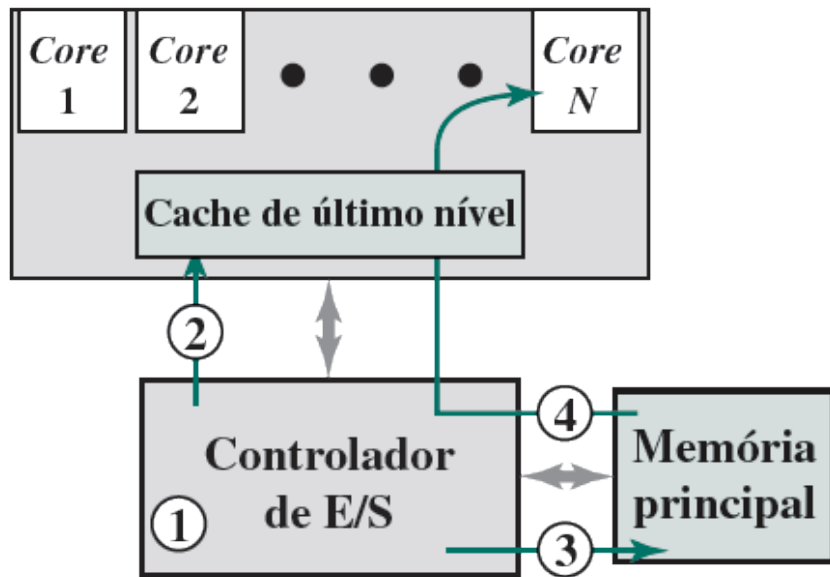 Core
1
Core
2
Core
N
Cache de último nível
2
4
Controlador
de E/S
Memória
principal
1
3